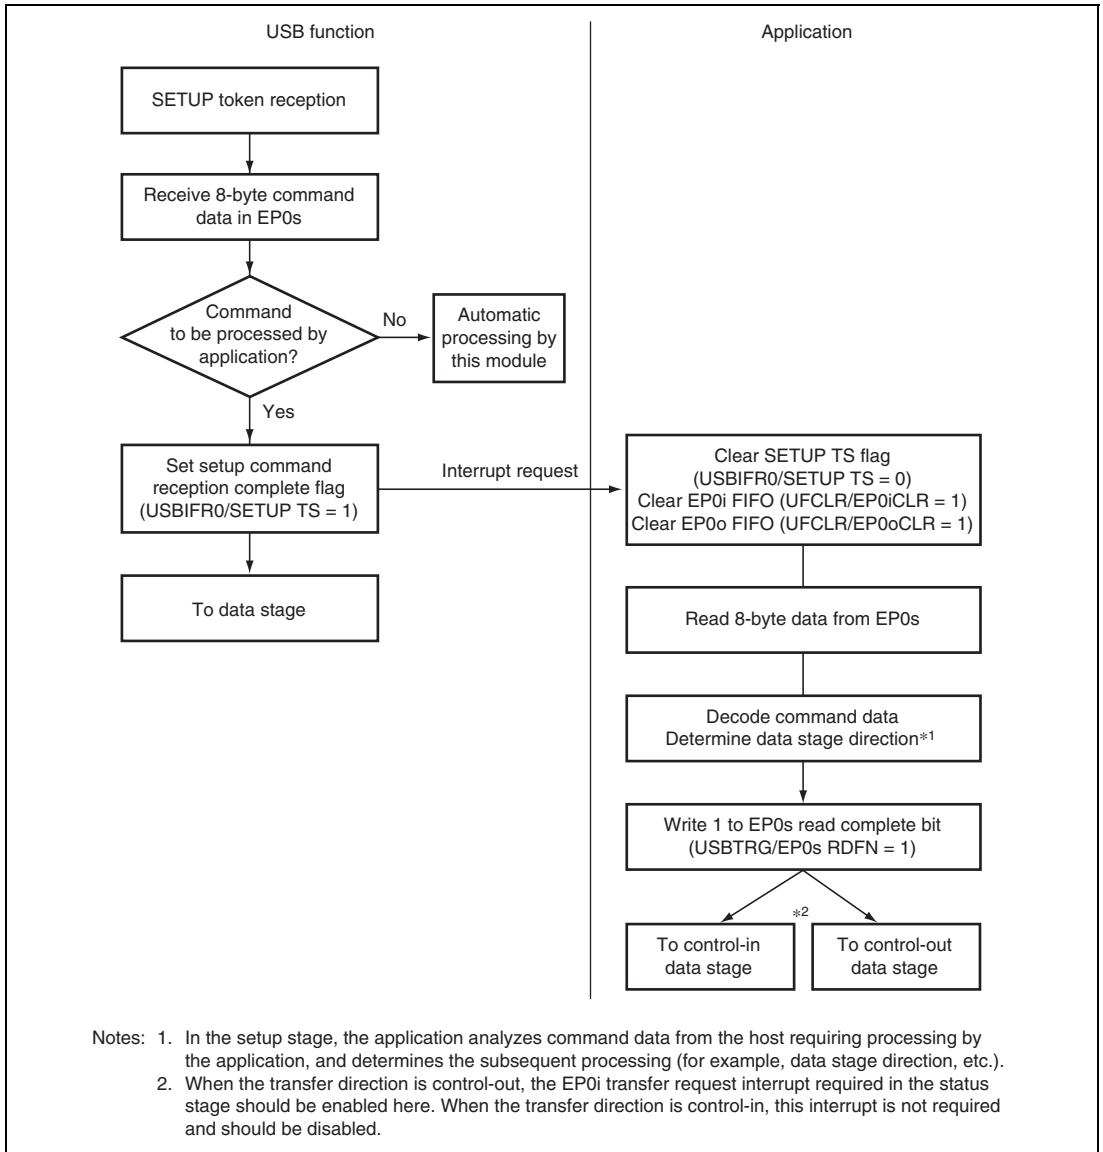 USB function
Application
SETUP token reception
Receive 8-byte command
data in EP0s
Command
to be processed by
application?
No
Automatic
processing by
this module
Yes
Set setup command
reception complete flag
(USBIFR0/SETUP TS = 1)
Interrupt request
To data stage
Clear SETUP TS flag
(USBIFR0/SETUP TS = 0)
Clear EP0i FIFO (UFCLR/EP0iCLR = 1)
Clear EP0o FIFO (UFCLR/EP0oCLR = 1)
Read 8-byte data from EP0s
Decode command data
Determine data stage direction*1
Write 1 to EP0s read complete bit
(USBTRG/EP0s RDFN = 1)
*2
To control-in
data stage
To control-out
data stage
Notes: 1. In the setup stage, the application analyzes command data from the host requiring processing by
the application, and determines the subsequent processing (for example, data stage direction, etc.).
2. When the transfer direction is control-out, the EP0i transfer request interrupt required in the status
stage should be enabled here. When the transfer direction is control-in, this interrupt is not required
and should be disabled.